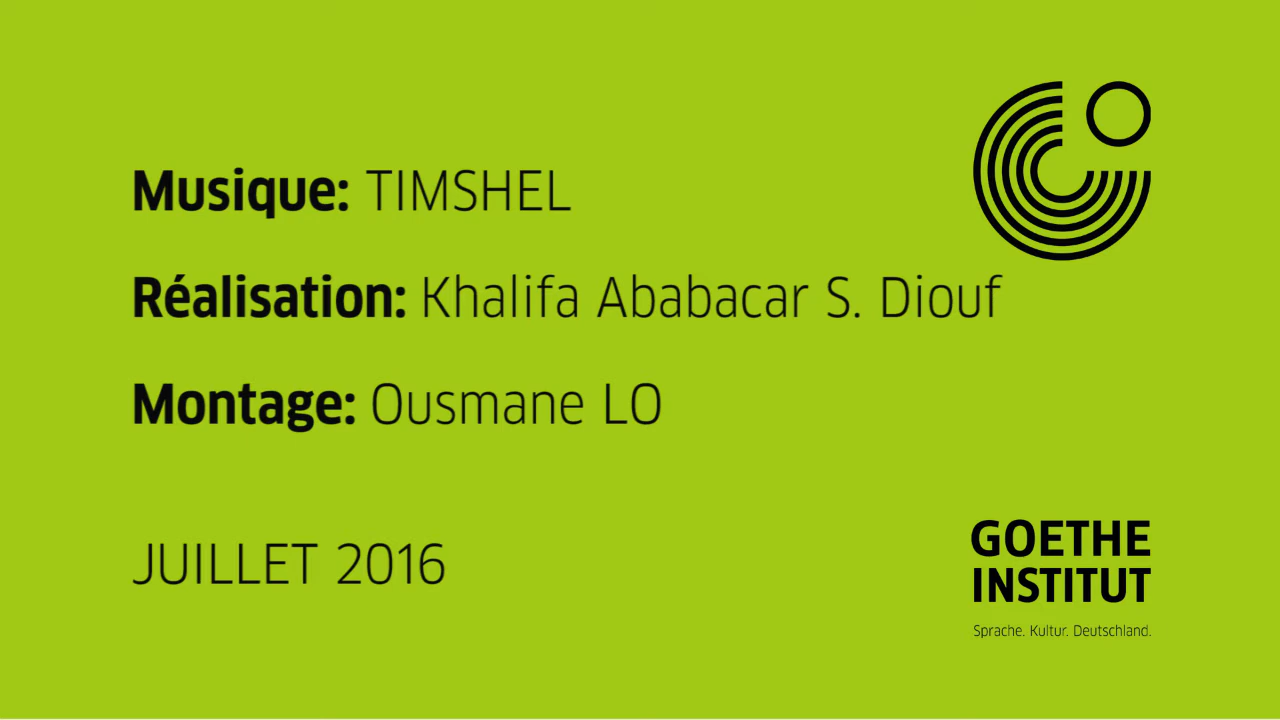 Musique: TIMSHEL
Réalisation: Khalifa Ababacar S. Diouf
Montage: Ousmane LO
JUILLET 2016
GOETHE
INSTITUT
Sprache. Kultur. Deutschland.